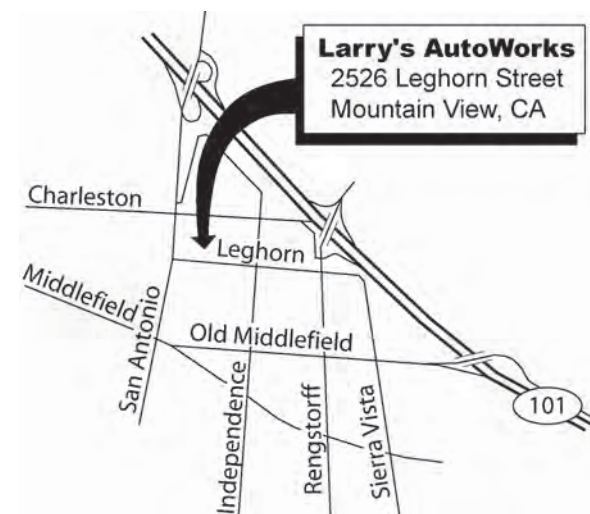 Larry's AutoWorks
2526 Leghorn Street
Mountain View, CA
Charleston
Leghorn
Middlefield
San Antonio
Old Middlefield
Independence
Rengstorff
Sierra Vista
101